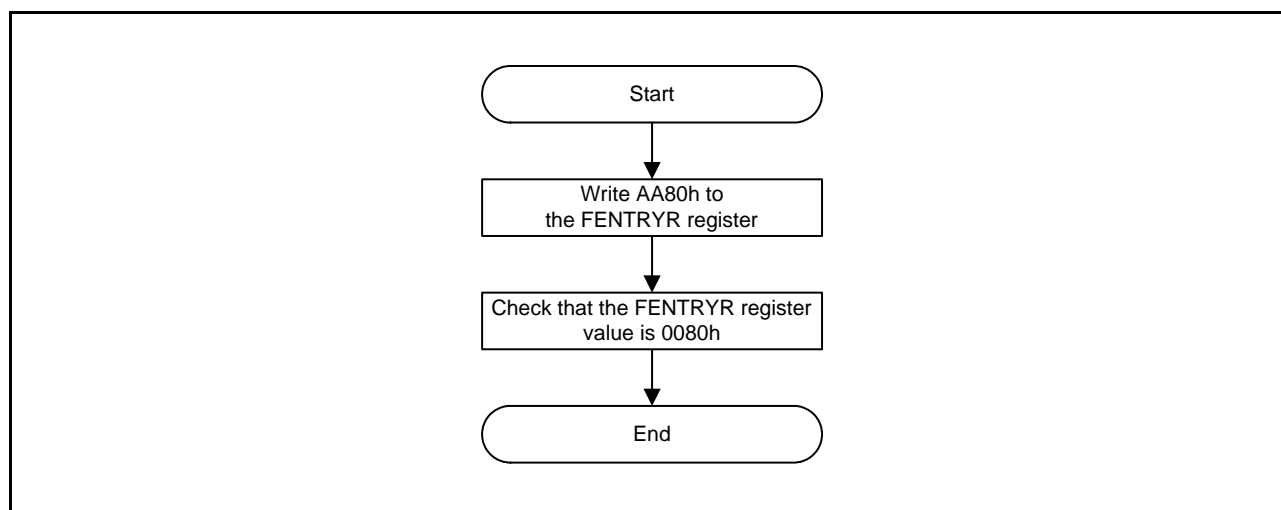 Start
Write AA80h to
the FENTRYR register
Check that the FENTRYR register
value is 0080h
End